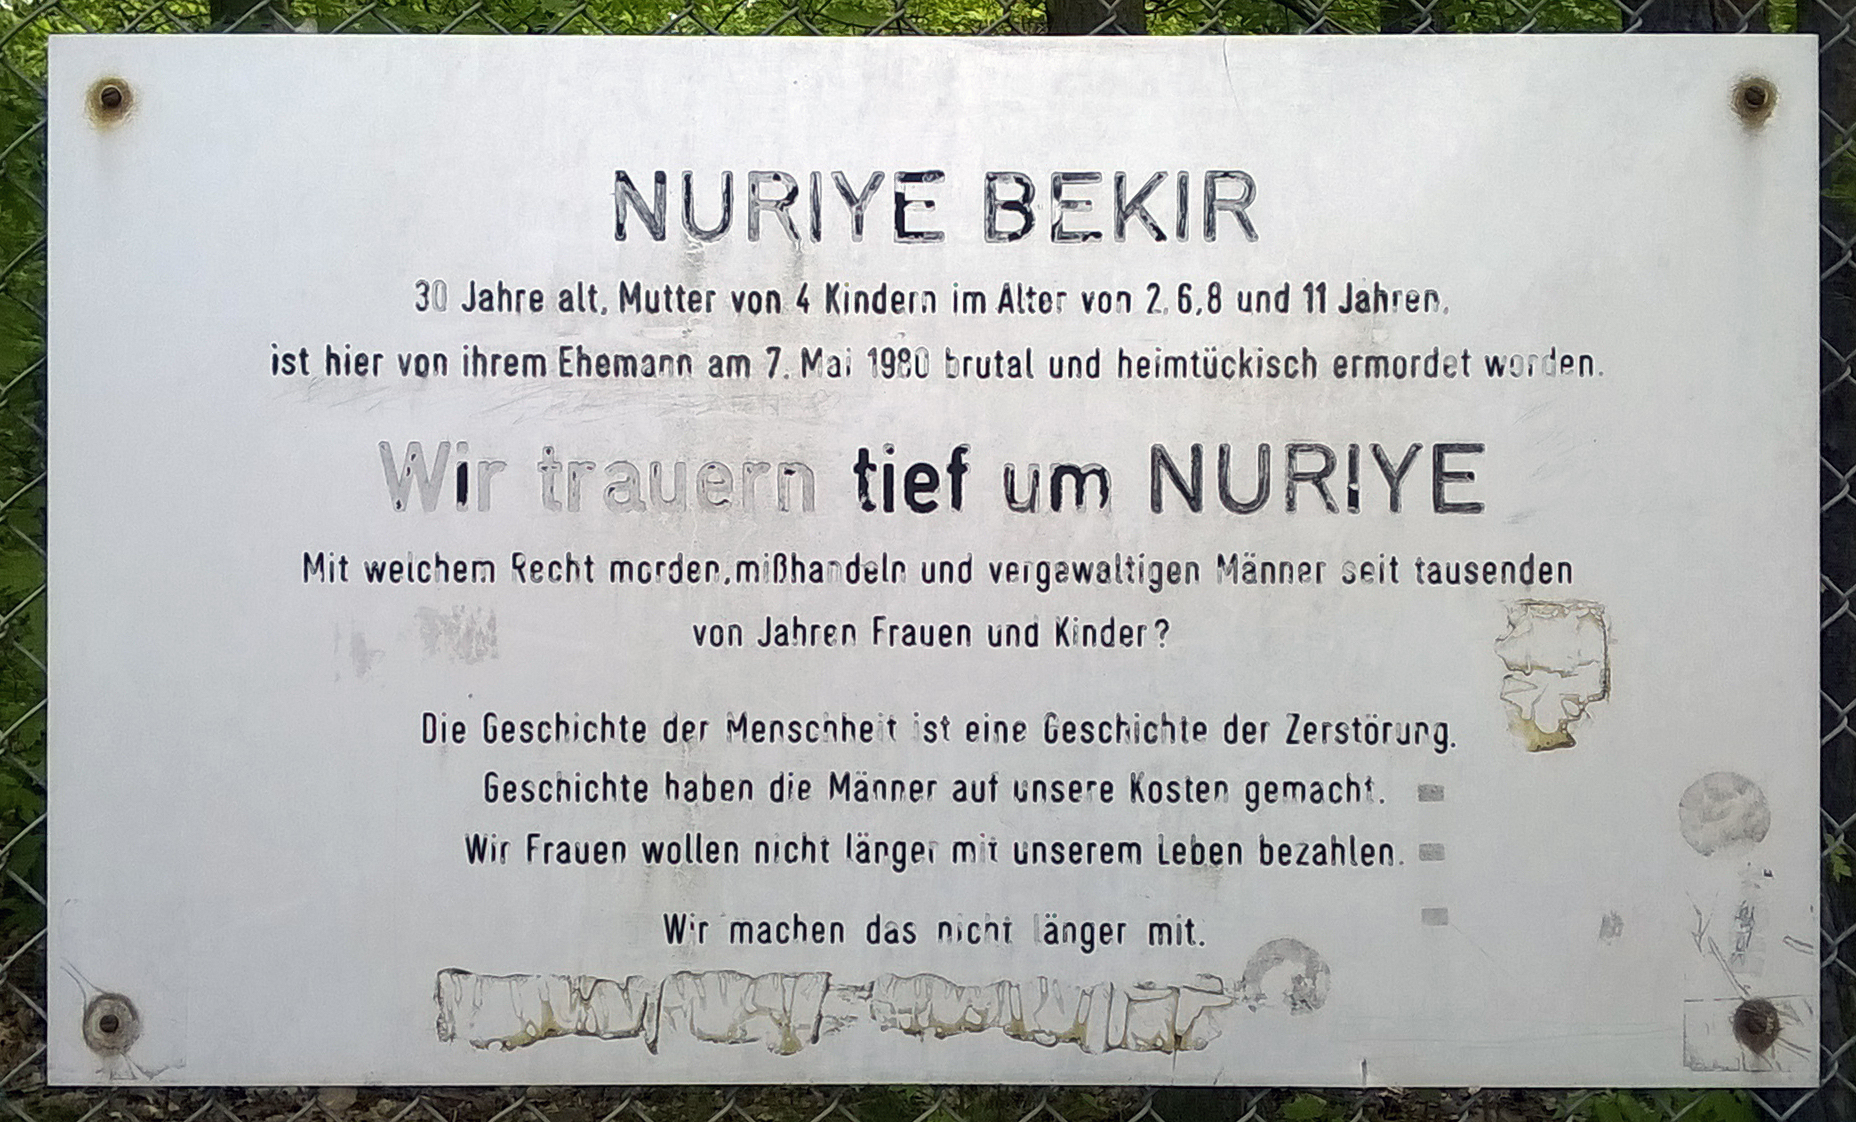 NURIYE BEKIR
30 Jahre alt, Mutter von 4 Kindern im Alter von 2, 6, 8 und 11 Jahren,
ist hier von ihrem Ehemann am 7. Mai 1980 brutal und heimtückisch ermordet worden.
Wir trauern tief um NURIYE
Mit welchem Recht morden, mißhandeln und vergewaltigen Männer seit tausenden
von Jahren Frauen und Kinder?
Die Geschichte der Menschheit ist eine Geschichte der Zerstörung.
Geschichte haben die Männer auf unsere Kosten gemacht.
Wir Frauen wollen nicht länger mit unserem Leben bezahlen.
Wir machen das nicht länger mit.